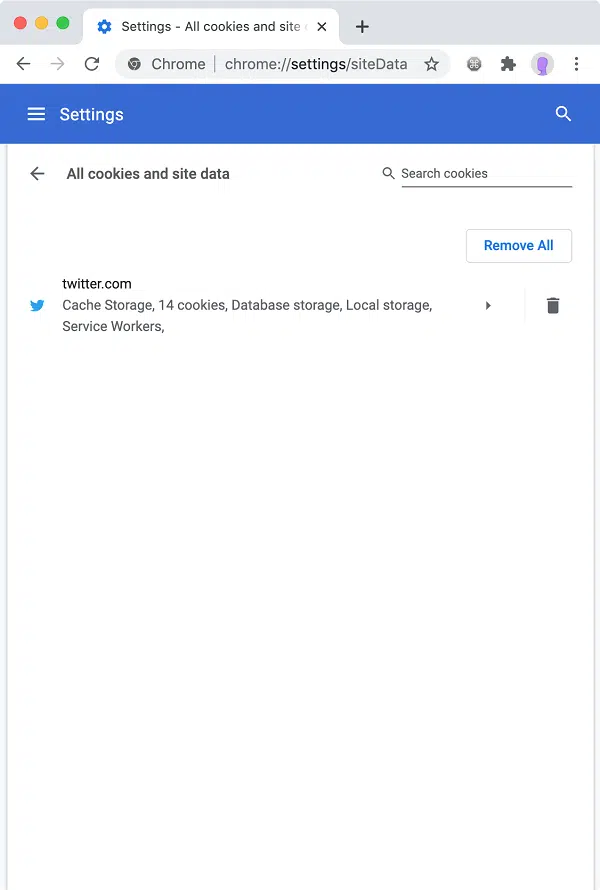 Settings - All cookies and site
Chrome | chrome://settings/siteData
Settings
All cookies and site data
Search cookies
Remove All
twitter.com
Cache Storage, 14 cookies, Database storage, Local storage,
Service Workers,